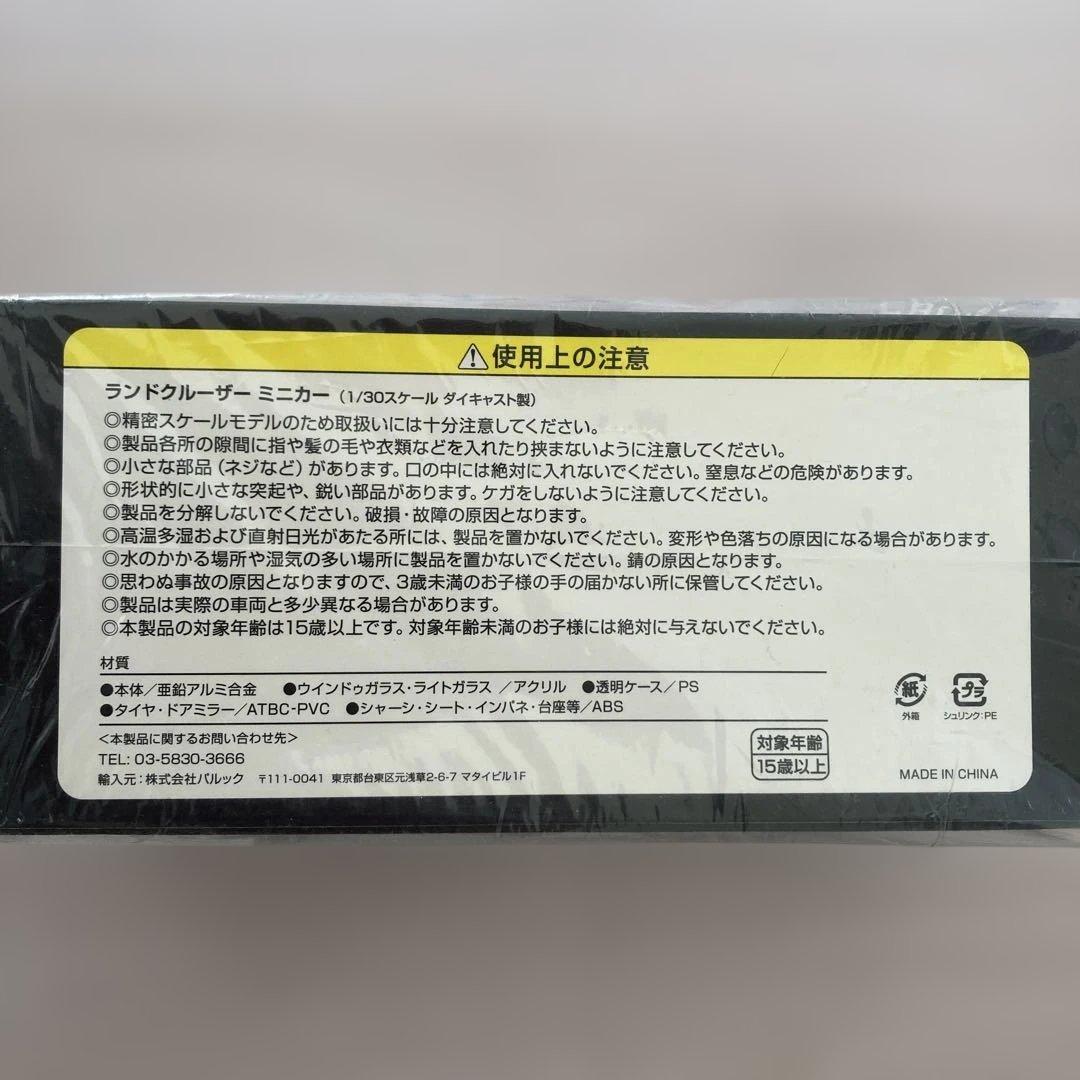 ⚠使用上の注意
ランドクルーザー ミニカー（1/30スケール ダイキャスト製）
◎精密スケールモデルのため取扱いには十分注意してください。
◎製品各所の隙間に指や髪の毛や衣類などを入れたり挟まないように注意してください。
◎小さな部品（ネジなど）があります。口の中には絶対に入れないでください。窒息などの危険があります。
◎形状的に小さな突起や、鋭い部品があります。ケガをしないように注意してください。
◎製品を分解しないでください。破損・故障の原因となります。
◎高温多湿および直射日光があたる所には、製品を置かないでください。変形や色落ちの原因になる場合があります。
◎水のかかる場所や湿気の多い場所に製品を置かないでください。錆の原因となります。
◎思わぬ事故の原因となりますので、3歳未満のお子様の手の届かない所に保管してください。
◎製品は実際の車両と多少異なる場合があります。
◎本製品の対象年齢は15歳以上です。対象年齢未満のお子様には絶対に与えないでください。
材質
●本体／亜鉛アルミ合金 ●ウインドゥガラス・ライトガラス ／アクリル ●透明ケース／PS
●タイヤ・ドアミラー／ATBC-PVC ●シャーシ・シート・インパネ・台座等／ABS
紙 プラ
外箱 シュリンク：PE
＜本製品に関するお問い合わせ先＞
TEL: 03-5830-3666
輸入元：株式会社パルック 〒111-0041 東京都台東区元浅草2-6-7 マタイビル1F
対象年齢
15歳以上
MADE IN CHINA